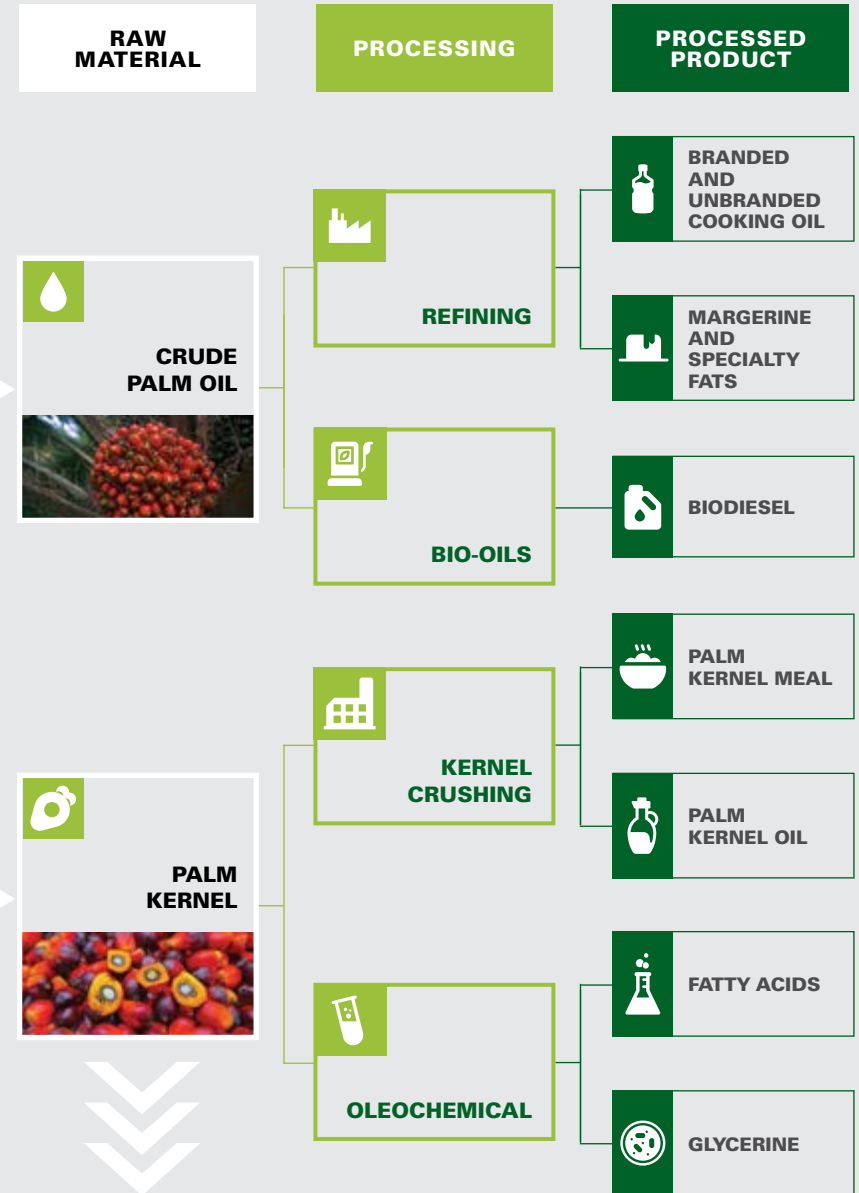 RAW
MATERIAL
PROCESSING
PROCESSED
PRODUCT
CRUDE
PALM OIL
REFINING
BRANDED
AND
UNBRANDED
COOKING OIL
MARGERINE
AND
SPECIALTY
FATS
BIO-OILS
BIODIESEL
PALM
KERNEL
KERNEL
CRUSHING
PALM
KERNEL MEAL
PALM
KERNEL OIL
OLEOCHEMICAL
FATTY ACIDS
GLYCERINE